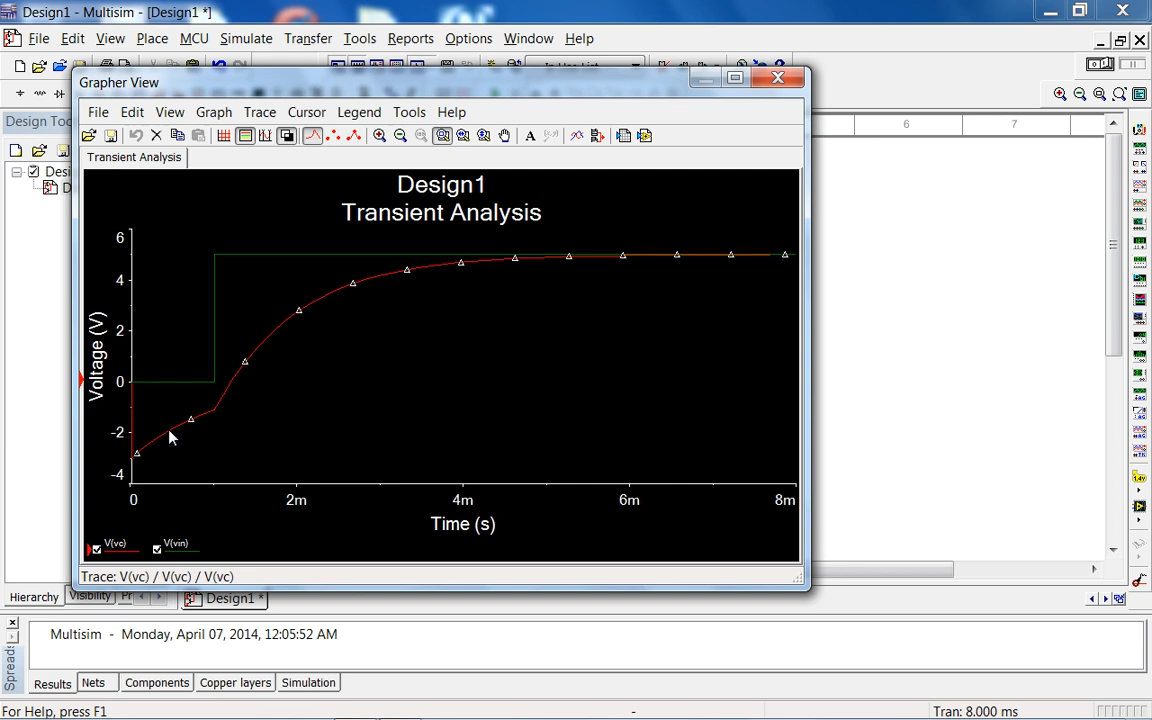 Design1 - Multisim - [Design1 *]
File Edit View Place MCU Simulate Transfer Tools Reports Options Window Help
Grapher View
File Edit View Graph Trace Cursor Legend Tools Help
Design Too
Transient Analysis
6 7
Desi
D
Design1
Transient Analysis
6
4
2
0
-2
-4
Voltage (V)
0 2m 4m 6m 8m
Time (s)
V(vc) V(vin)
Trace: V(vc) / V(vc) / V(vc)
Hierarchy Visibility Pr Design1 *
Multisim - Monday, April 07, 2014, 12:05:52 AM
Spreads
Results Nets Components Copper layers Simulation
For Help, press F1 - Tran: 8.000 ms